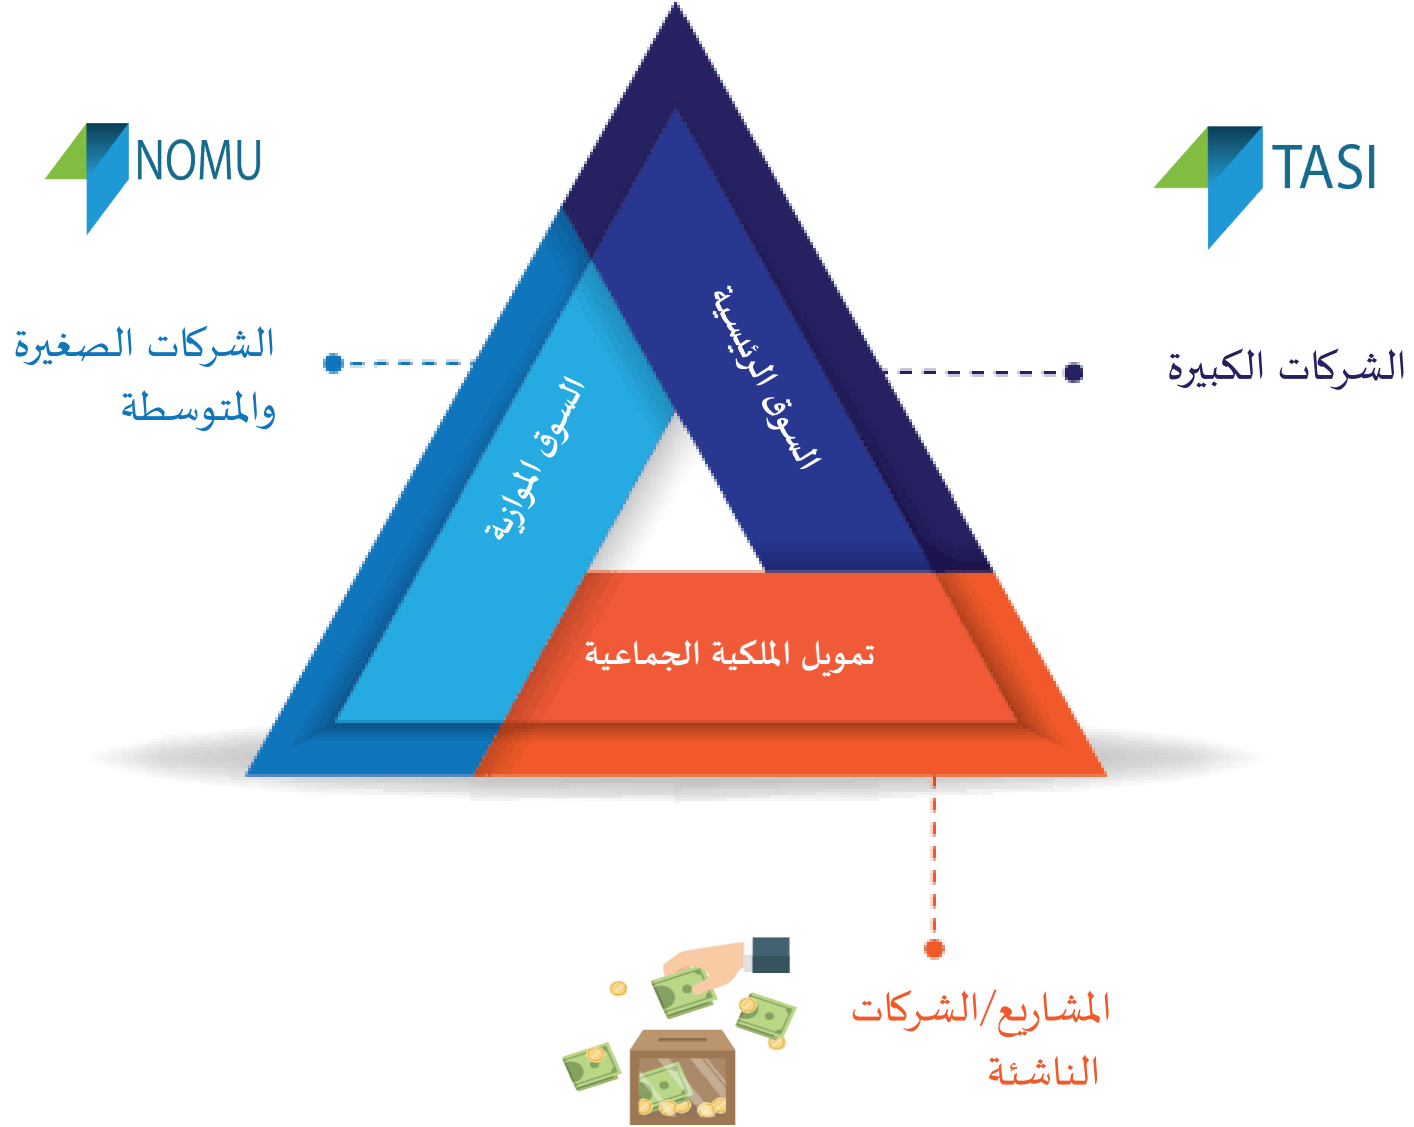 TASI
NOMU
الشركات الكبيرة
الشركات الصغيرة
والمتوسطة
السوق الرئيسية
السوق الموازية
تمويل الملكية الجماعية
المشاريع/الشركات
الناشئة